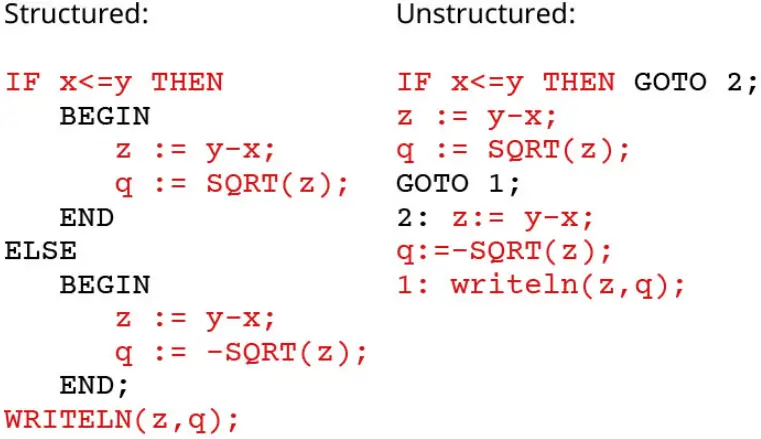 Structured:
IF x<=y THEN
BEGIN
z := y-x;
q := SQRT(z);
END
ELSE
BEGIN
z := y-x;
q := -SQRT(z);
END;
WRITELN(z,q);
Unstructured:
IF x<=y THEN GOTO 2;
z := y-x;
q := SQRT(z);
GOTO 1;
2: z:= y-x;
q:=-SQRT(z);
1: writeln(z,q);